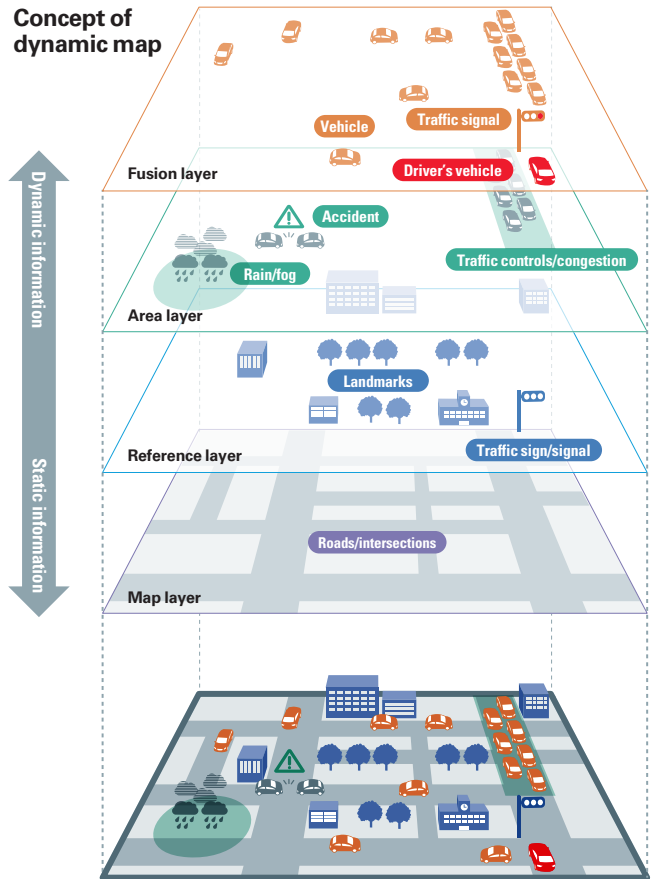 Concept of
dynamic map
Vehicle
Traffic signal
Driver's vehicle
Fusion layer
Dynamic information
Accident
Traffic controls/congestion
Rain/fog
Area layer
Landmarks
Traffic sign/signal
Reference layer
Static information
Roads/intersections
Map layer